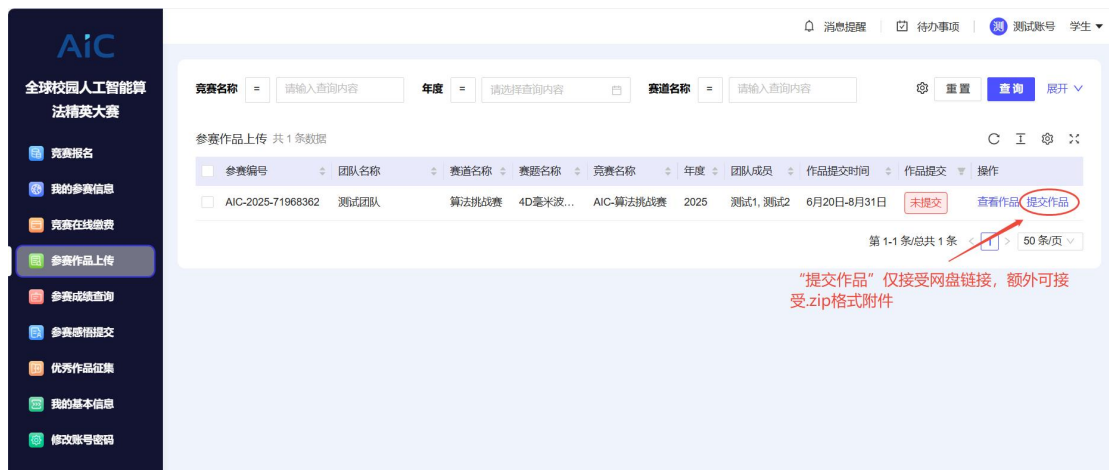 消息提醒 待办事项 测 测试账号 学生
AiC
全球校园人工智能算
法精英大赛
竞赛报名
我的参赛信息
竞赛在线缴费
参赛作品上传
参赛成绩查询
参赛感悟提交
优秀作品征集
我的基本信息
修改账号密码
竞赛名称 = 请输入查询内容 年度 = 请选择查询内容 赛道名称 = 请输入查询内容 重置 查询 展开
参赛作品上传 共 1 条数据
参赛编号 团队名称 赛道名称 赛题名称 竞赛名称 年度 团队成员 作品提交时间 作品提交 操作
AIC-2025-71968362 测试团队 算法挑战赛 4D毫米波... AIC-算法挑战赛 2025 测试1, 测试2 6月20日-8月31日 未提交 查看作品 提交作品
第 1-1 条/总共 1 条 < 1 > 50 条/页
“提交作品”仅接受网盘链接，额外可接
受.zip格式附件